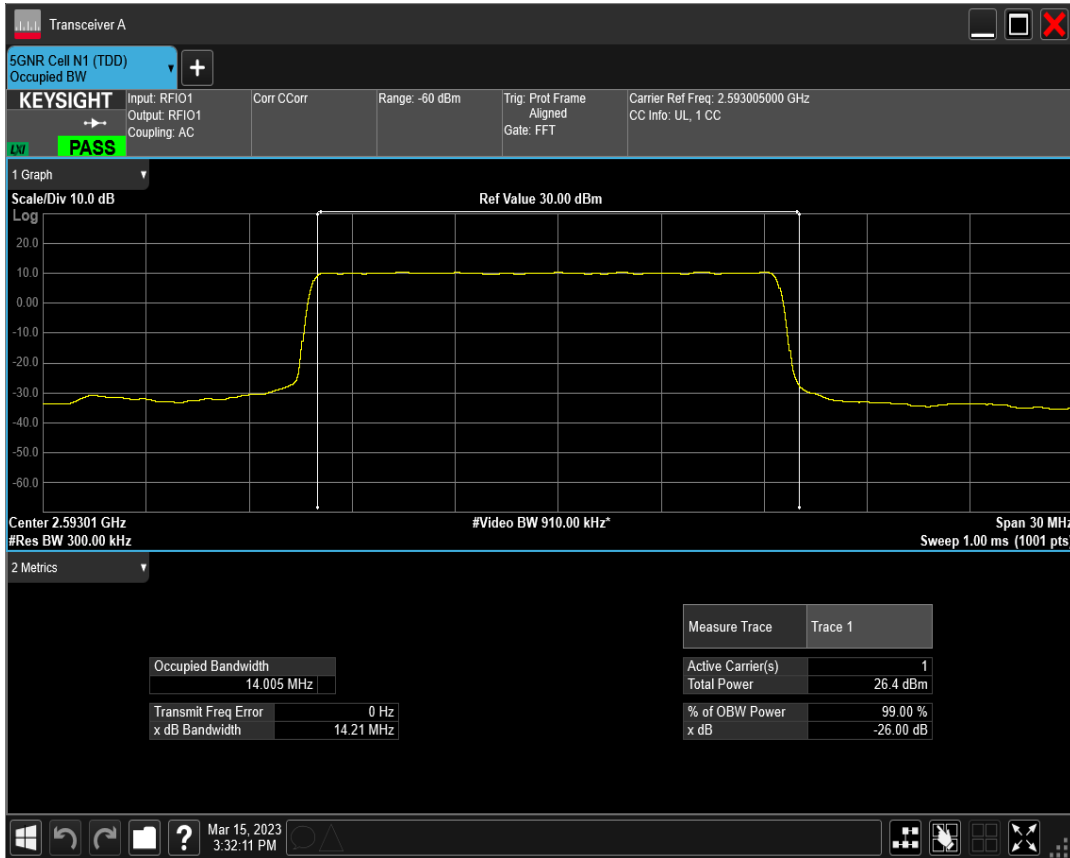 Transceiver A
5GNR Cell N1 (TDD)
Occupied BW
+
KEYSIGHT
LXI
PASS
Input: RFIO1
Output: RFIO1
Coupling: AC
Corr CCorr
Range: -60 dBm
Trig: Prot Frame
Aligned
Gate: FFT
Carrier Ref Freq: 2.593005000 GHz
CC Info: UL, 1 CC
1 Graph
Scale/Div 10.0 dB
Ref Value 30.00 dBm
Log
20.0
10.0
0.00
-10.0
-20.0
-30.0
-40.0
-50.0
-60.0
Center 2.59301 GHz
#Video BW 910.00 kHz*
Span 30 MHz
#Res BW 300.00 kHz
Sweep 1.00 ms (1001 pts)
2 Metrics
Measure Trace Trace 1
Occupied Bandwidth
14.005 MHz
Transmit Freq Error 0 Hz
x dB Bandwidth 14.21 MHz
Active Carrier(s) 1
Total Power 26.4 dBm
% of OBW Power 99.00 %
x dB -26.00 dB
?
Mar 15, 2023
3:32:11 PM